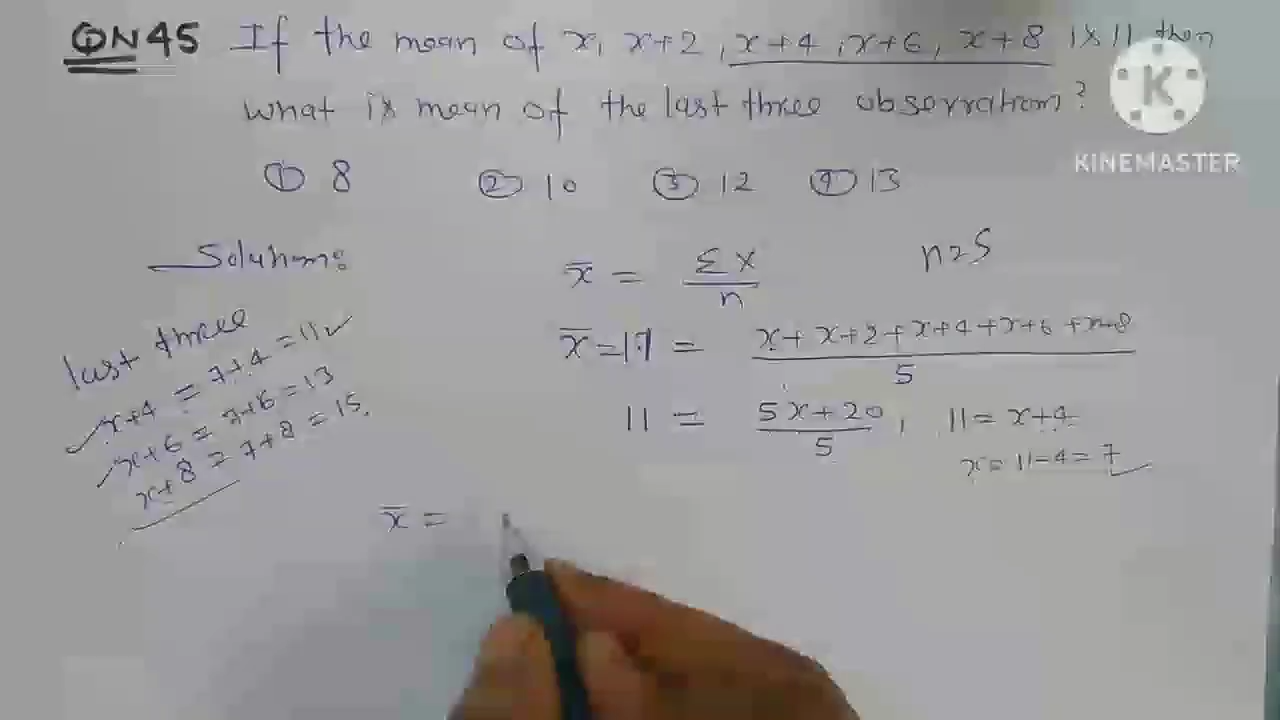 QN45 If the mean of x, x+2, x+4, x+6, x+8 is 11 then
what is mean of the last three observation?
① 8 ② 10 ③ 12 ④ 13
K
KINEMASTER
Solution:
x̄ = Σx/n
n=5
x̄ = 11 = x+x+2+x+4+x+6+x+8/5
11 = 5x+20/5, 11 = x+4
x = 11-4 = 7
last three
x+4 = 7+4 = 11
x+6 = 7+6 = 13
x+8 = 7+8 = 15
x̄ =